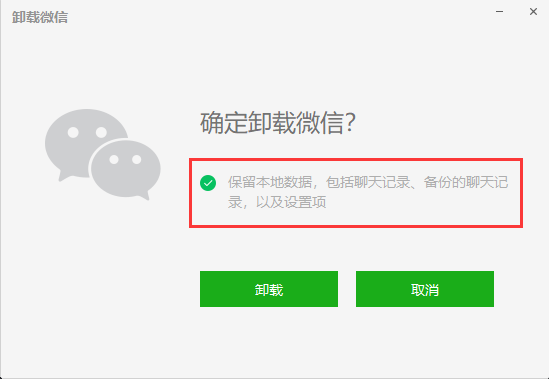 卸载微信
确定卸载微信?
保留本地数据，包括聊天记录、备份的聊天记
录，以及设置项
卸载
取消